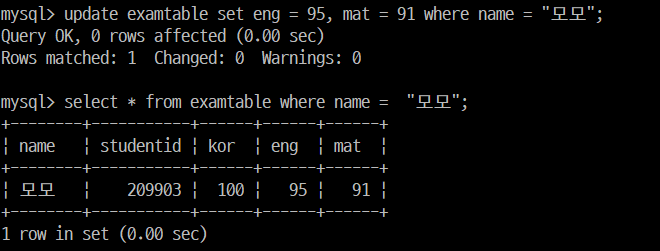 mysql> update examtable set eng = 95, mat = 91 where name = "모모";
Query OK, 0 rows affected (0.00 sec)
Rows matched: 1  Changed: 0  Warnings: 0

mysql> select * from examtable where name =  "모모";
+--------+-----------+------+------+------+
| name   | studentid | kor  | eng  | mat  |
+--------+-----------+------+------+------+
| 모모   |    209903 |  100 |   95 |   91 |
+--------+-----------+------+------+------+
1 row in set (0.00 sec)